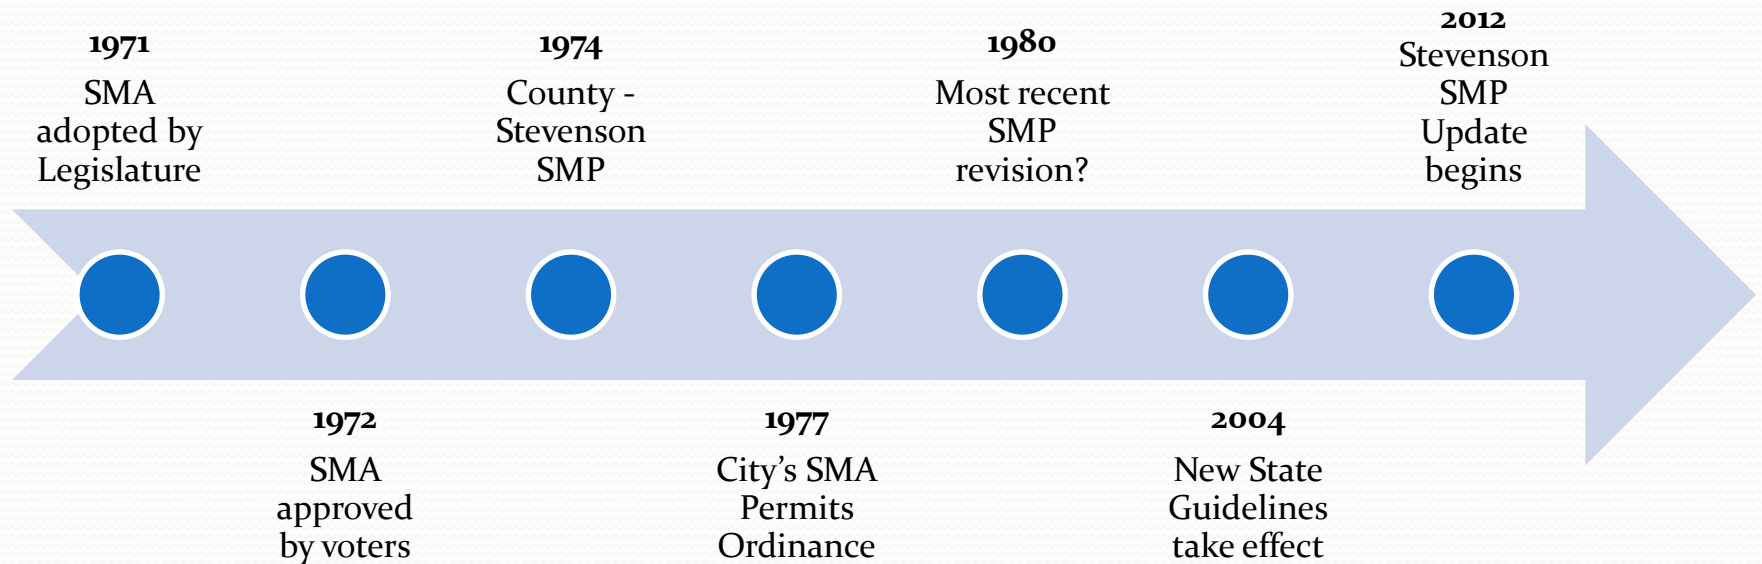 1971
SMA
adopted by
Legislature
1972
SMA
approved
by voters
1974
County -
Stevenson
SMP
1977
City’s SMA
Permits
Ordinance
1980
Most recent
SMP
revision?
2004
New State
Guidelines
take effect
2012
Stevenson
SMP
Update
begins